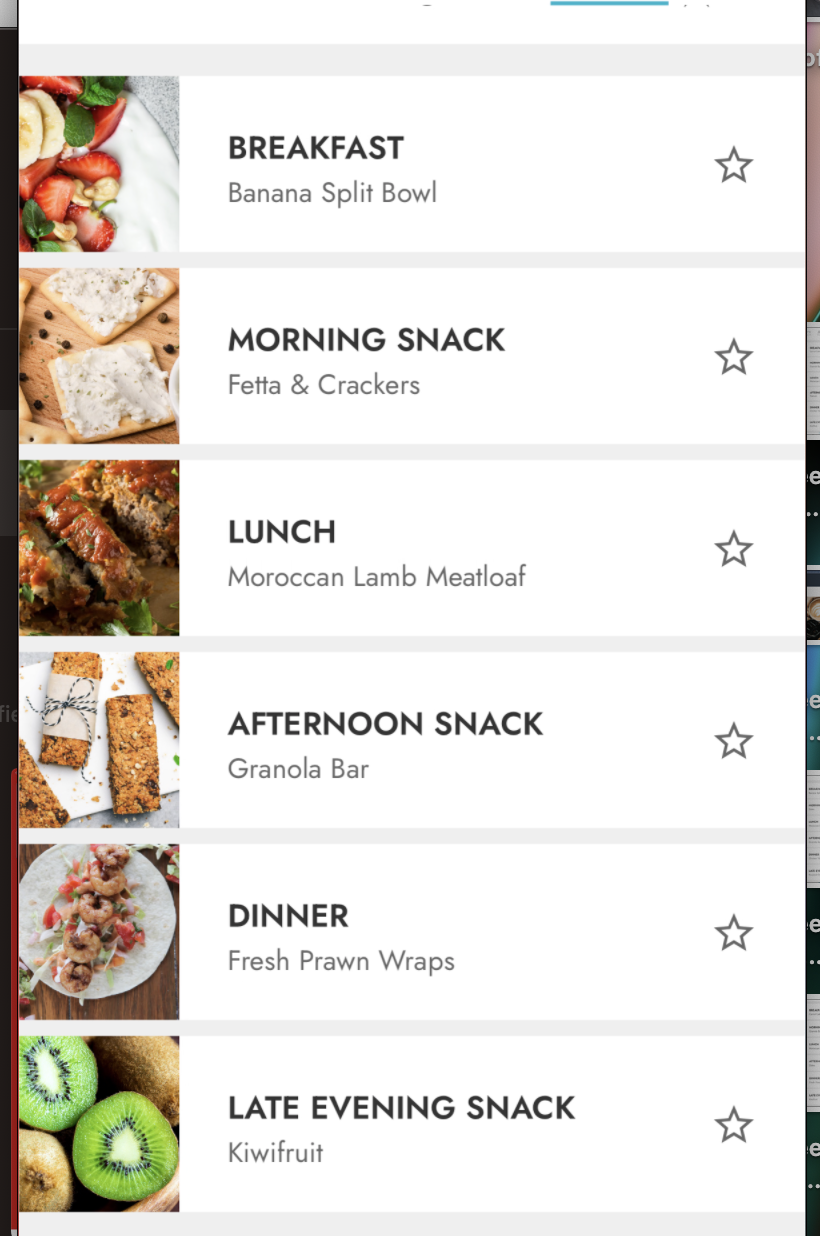 BREAKFAST
Banana Split Bowl
MORNING SNACK
Fetta & Crackers
LUNCH
Moroccan Lamb Meatloaf
AFTERNOON SNACK
Granola Bar
DINNER
Fresh Prawn Wraps
LATE EVENING SNACK
Kiwifruit